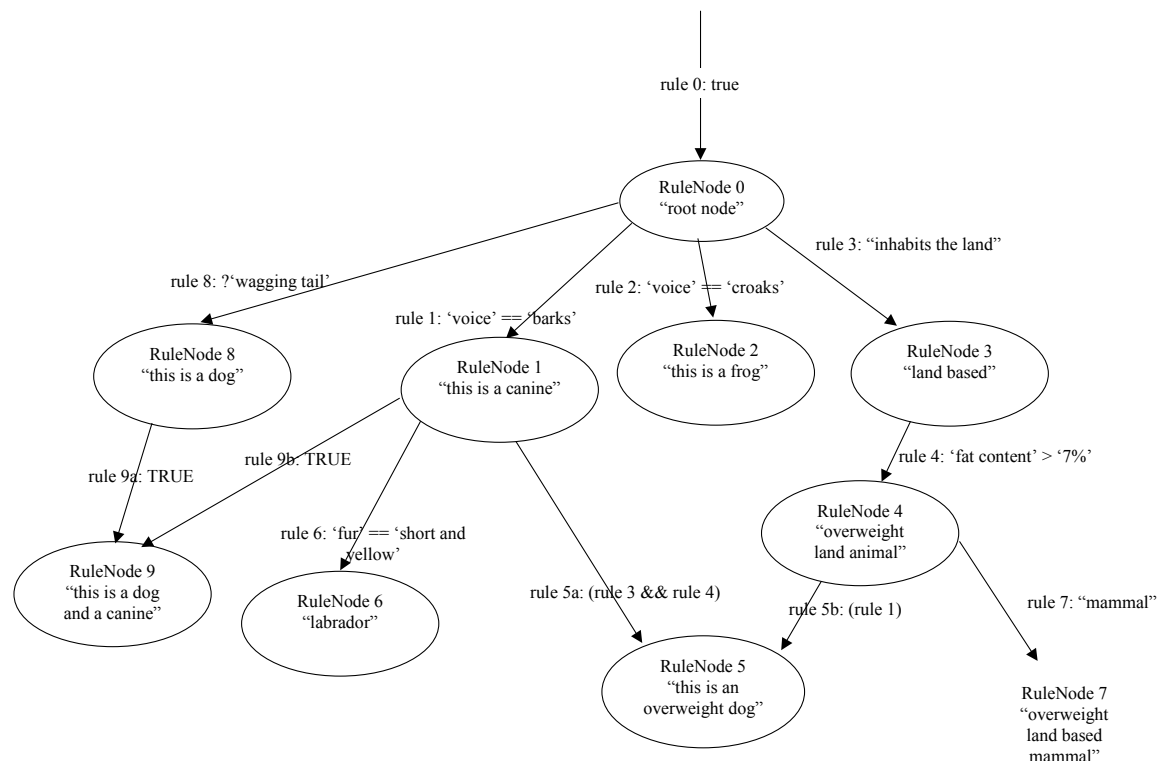 rule 0: true
RuleNode 0
“root node”
rule 3: “inhabits the land”
rule 8: ?‘wagging tail’
rule 2: ‘voice’ == ‘croaks’
rule 1: ‘voice’ == ‘barks’
RuleNode 8
“this is a dog”
RuleNode 1
“this is a canine”
RuleNode 2
“this is a frog”
RuleNode 3
“land based”
rule 9a: TRUE
rule 9b: TRUE
rule 4: ‘fat content’ > ‘7%’
RuleNode 4
“overweight
land animal”
rule 6: ‘fur’ == ‘short and
yellow’
RuleNode 9
“this is a dog
and a canine”
RuleNode 6
“labrador”
rule 5a: (rule 3 && rule 4)
rule 5b: (rule 1)
rule 7: “mammal”
RuleNode 5
“this is an
overweight dog”
RuleNode 7
“overweight
land based
mammal”